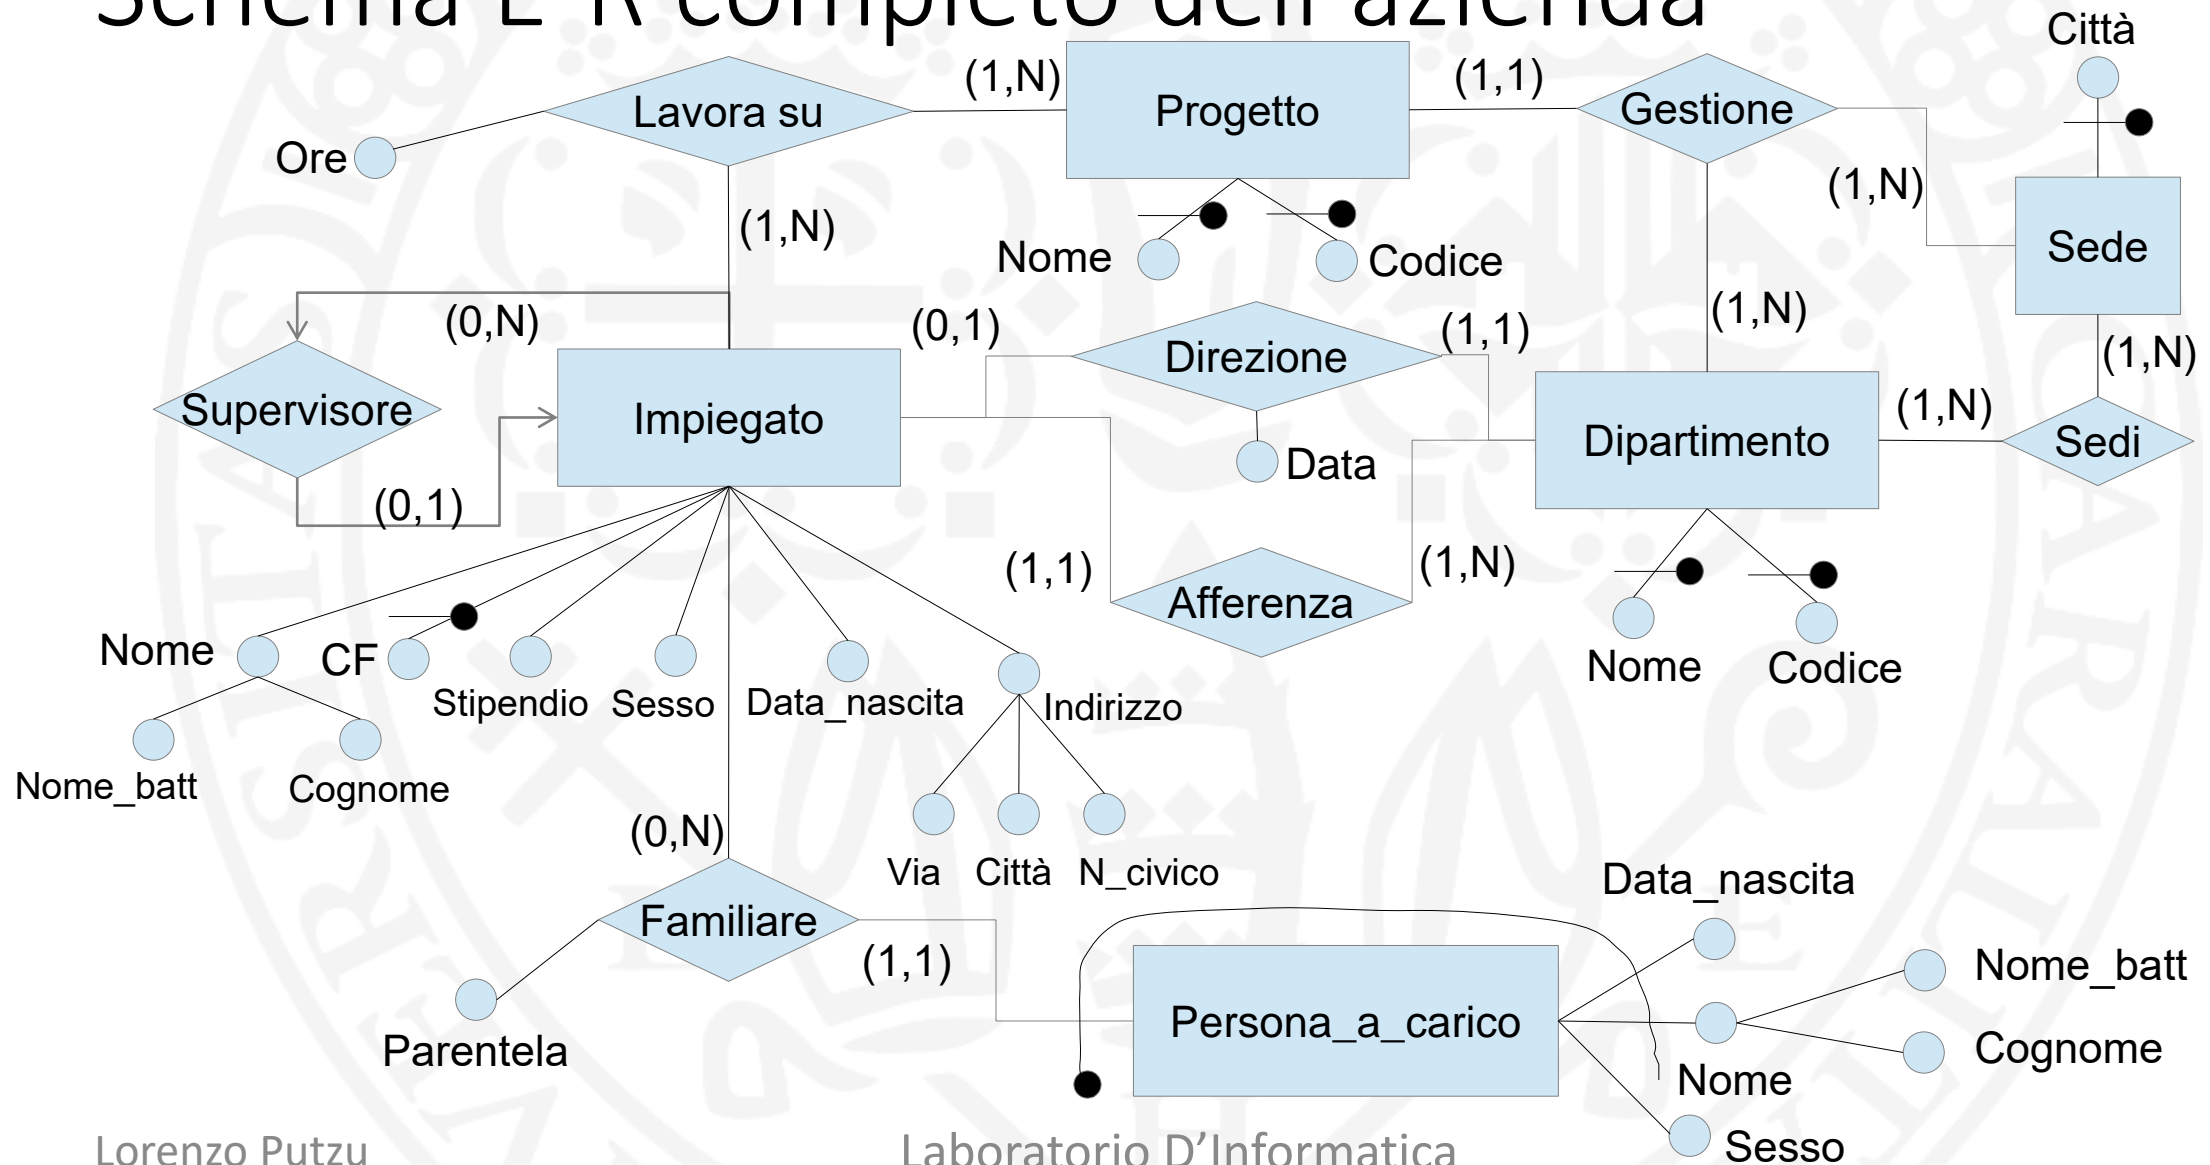 Schema E-R completo dell'azienda
Città
(1,N)
(1,1)
Lavora su
Progetto
Gestione
Ore
(1,N)
(1,N)
Nome
Codice
Sede
(0,N)
(0,1)
(1,1)
(1,N)
(1,N)
Direzione
Supervisore
Impiegato
(1,N)
Dipartimento
Sedi
Data
(0,1)
(1,1)
(1,N)
Afferenza
Nome
CF
Stipendio
Sesso
Data_nascita
Indirizzo
Nome
Codice
Nome_batt
Cognome
(0,N)
Via
Città
N_civico
Data_nascita
Familiare
(1,1)
Nome_batt
Persona_a_carico
Parentela
Cognome
Nome
Sesso
Lorenzo Putzu
Laboratorio D'Informatica